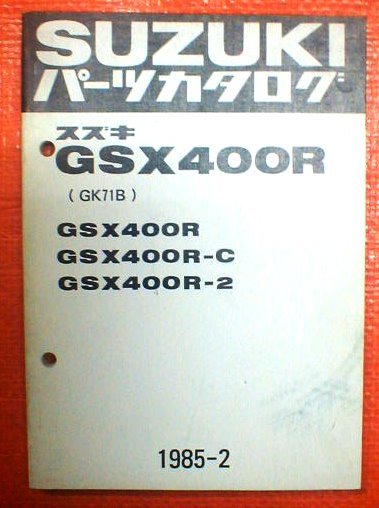 SUZUKI
パーツカタログ
スズキ
GSX400R
( GK71B )
GSX400R
GSX400R-C
GSX400R-2
1985-2